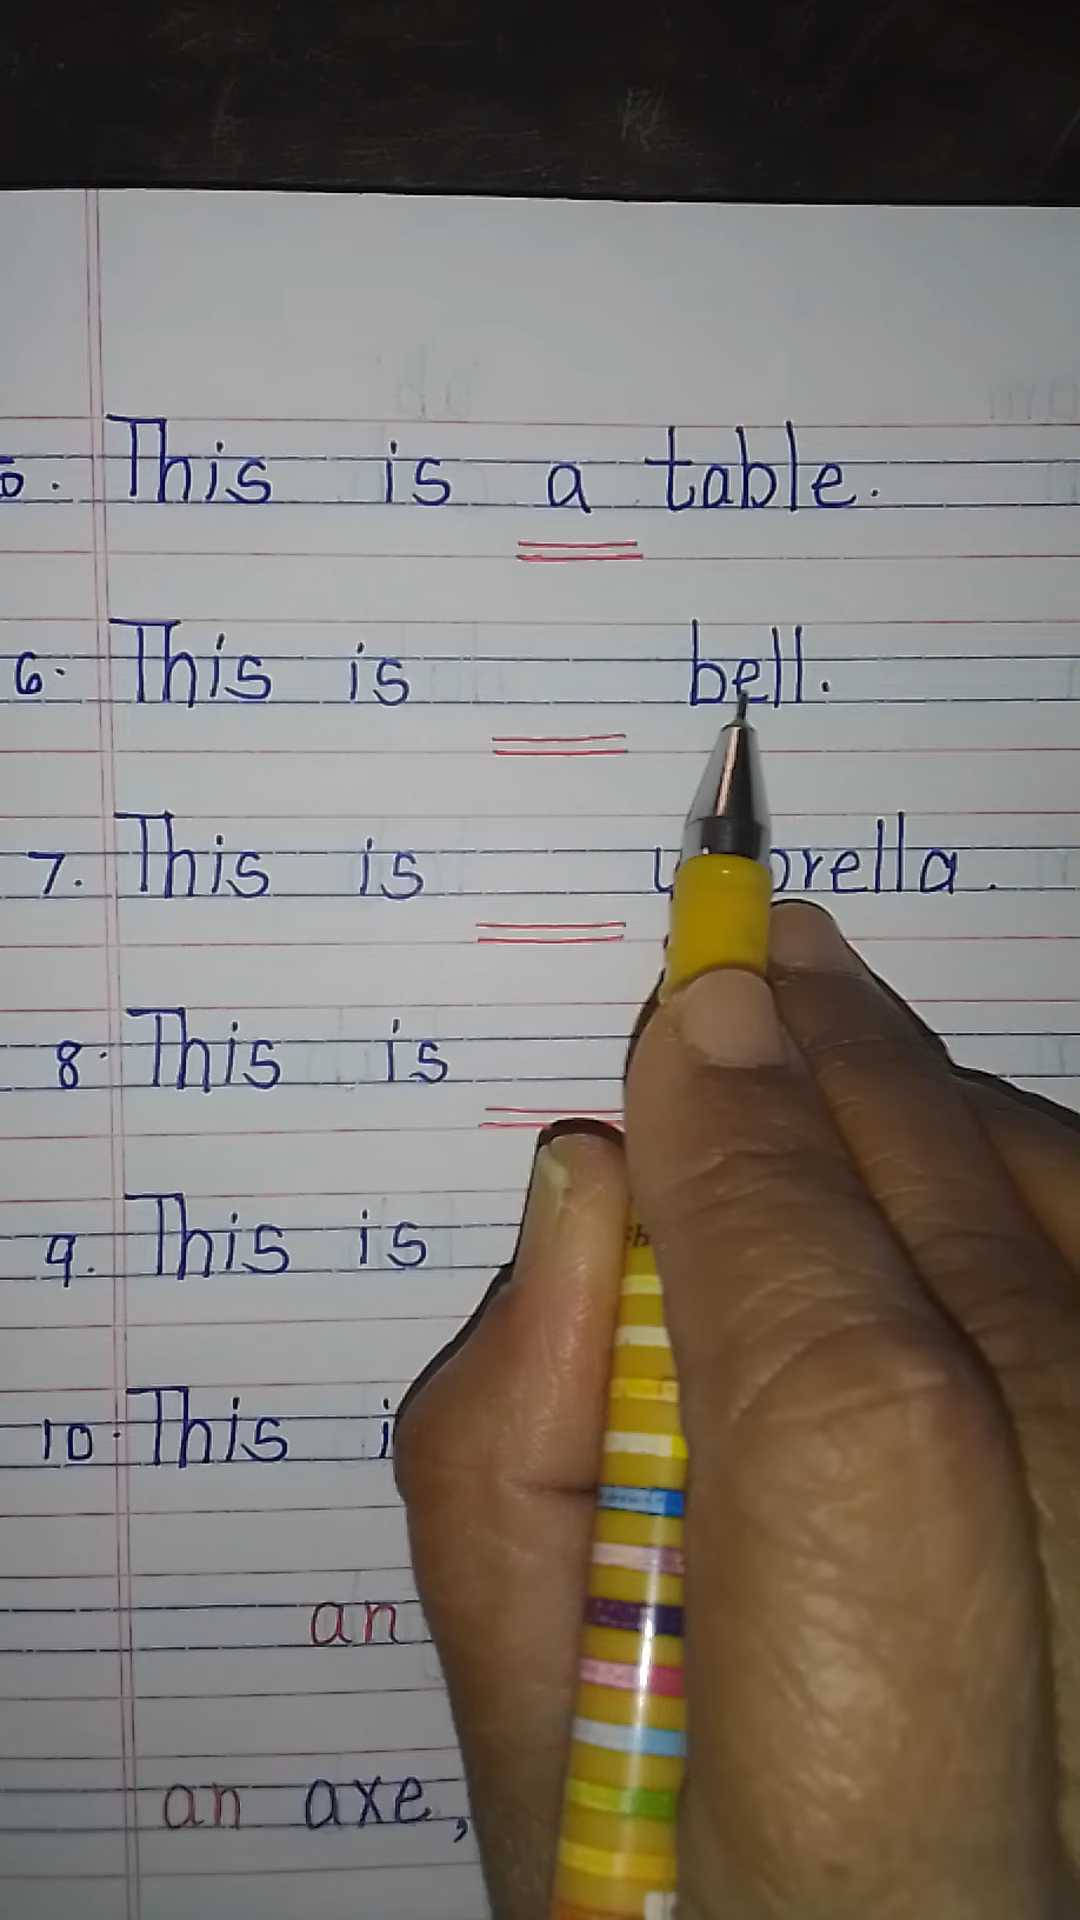 5. This is a table.
6. This is bell.
7. This is
8. This is
9. This is
10. This
an
an axe,